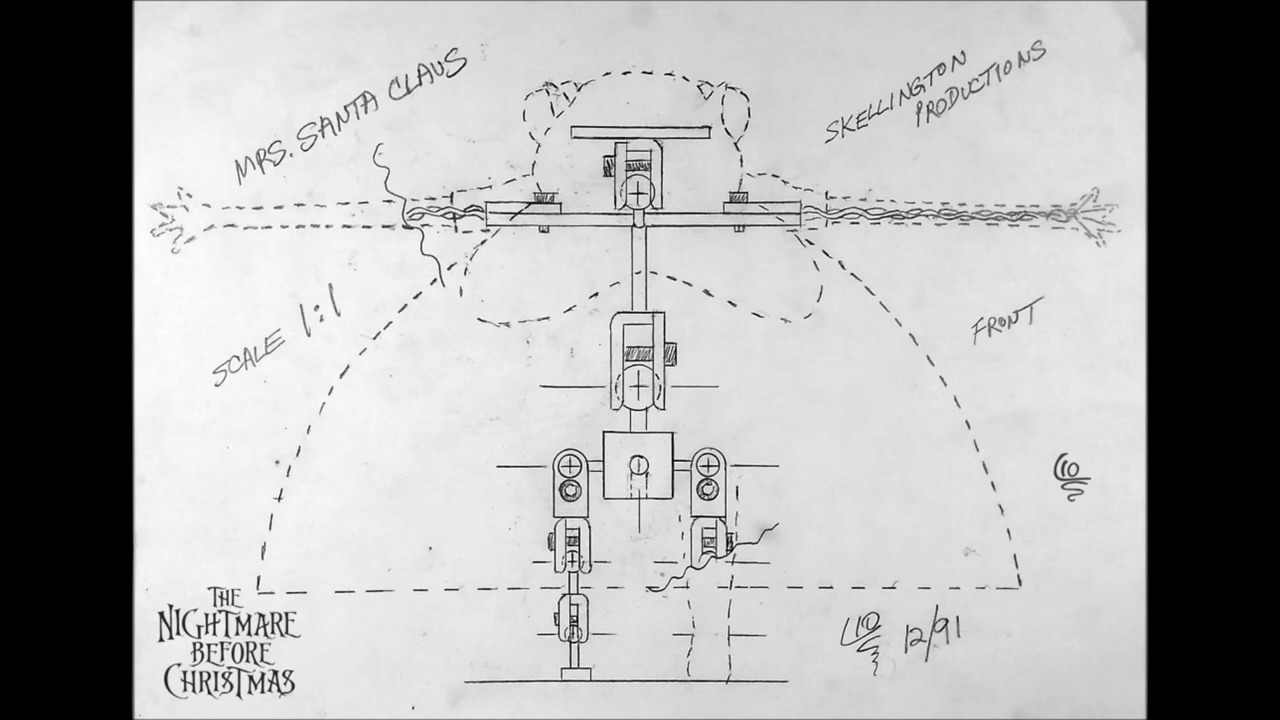 MRS. SANTA CLAUS
SKELLINGTON
PRODUCTIONS
SCALE 1:1
FRONT
12/91
THE
NIGHTMARE
BEFORE
CHRISTMAS